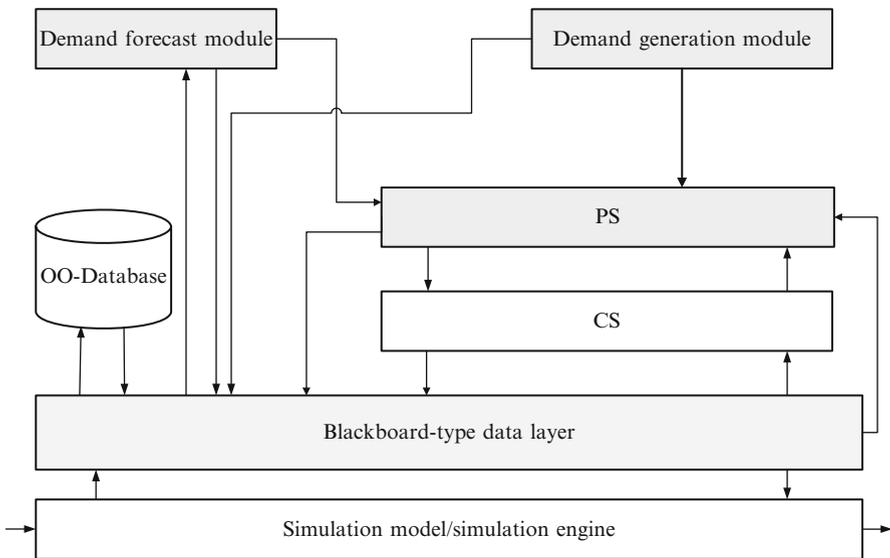 Demand forecast module
Demand generation module
PS
OO-Database
CS
Blackboard-type data layer
Simulation model/simulation engine